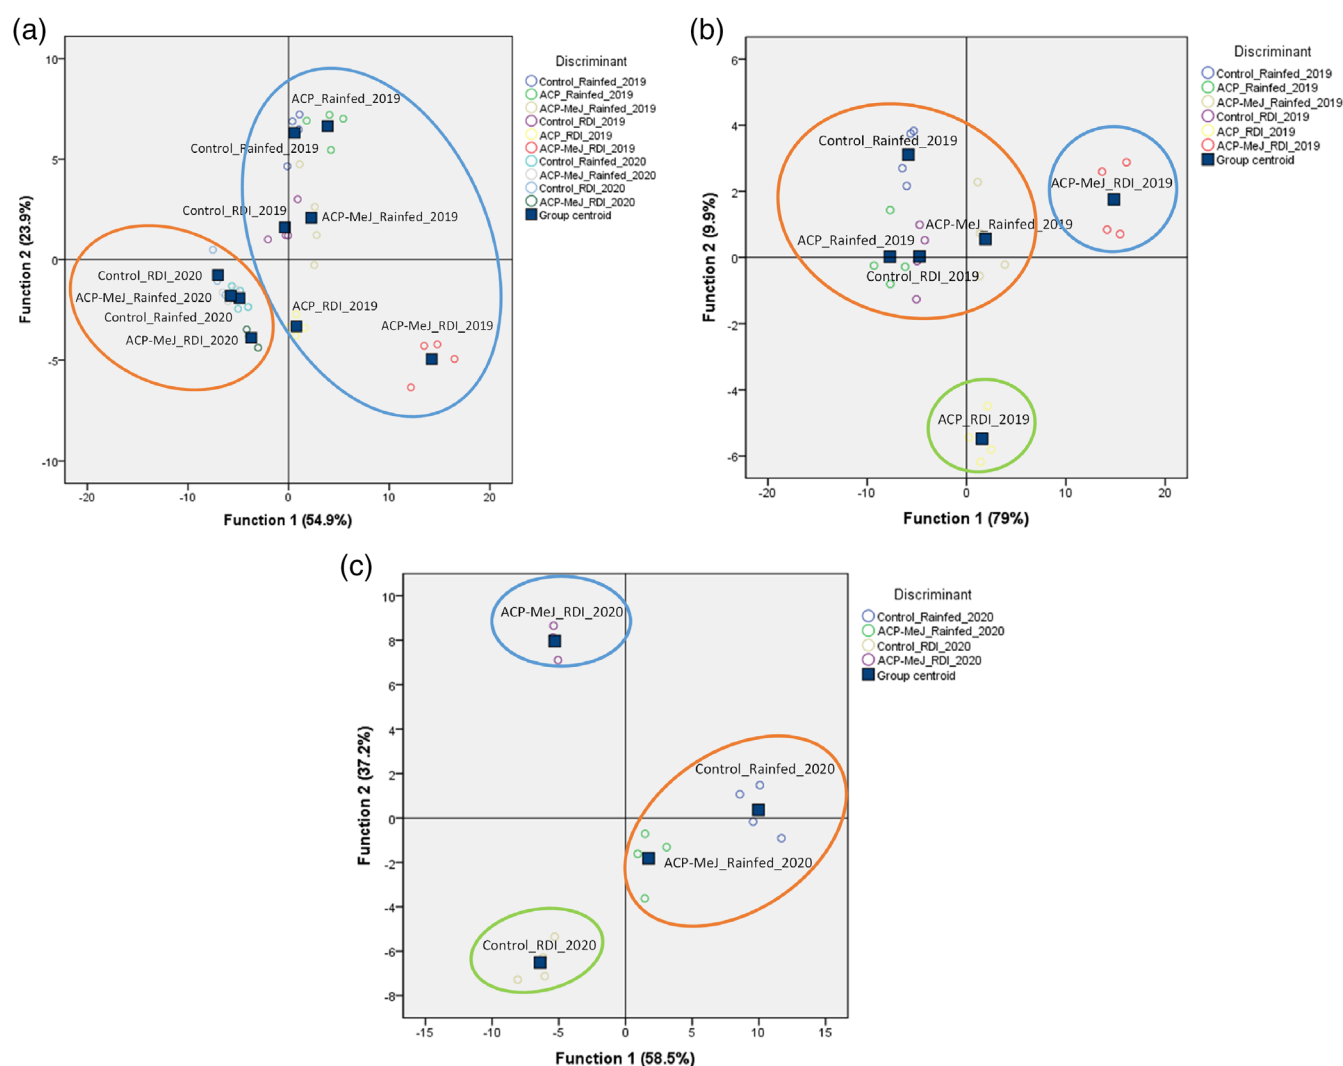 (a)
10
5
0
-5
-10
-20
-10
0
10
20
Function 2 (23.9%)
Function 1 (54.9%)
ACP_Rainfed_2019
Control_Rainfed_2019
Control_RDI_2019
ACP-MeJ_Rainfed_2019
Control_RDI_2020
ACP-MeJ_Rainfed_2020
Control_Rainfed_2020
ACP-MeJ_RDI_2020
ACP_RDI_2019
ACP-MeJ_RDI_2019
Discriminant
Control_Rainfed_2019
ACP_Rainfed_2019
ACP-MeJ_Rainfed_2019
Control_RDI_2019
ACP_RDI_2019
ACP-MeJ_RDI_2019
Control_Rainfed_2020
ACP-MeJ_Rainfed_2020
Control_RDI_2020
ACP-MeJ_RDI_2020
Group centroid
(b)
6
4
2
0
-2
-4
-6
-20
-10
0
10
20
Function 2 (9.9%)
Function 1 (79%)
Control_Rainfed_2019
ACP-MeJ_RDI_2019
ACP-MeJ_Rainfed_2019
ACP_Rainfed_2019
Control_RDI_2019
ACP_RDI_2019
Discriminant
Control_Rainfed_2019
ACP_Rainfed_2019
ACP-MeJ_Rainfed_2019
Control_RDI_2019
ACP_RDI_2019
ACP-MeJ_RDI_2019
Group centroid
(c)
10
8
6
4
2
0
-2
-4
-6
-8
-15
-10
-5
0
5
10
15
Function 2 (37.2%)
Function 1 (58.5%)
ACP-MeJ_RDI_2020
Control_Rainfed_2020
ACP-MeJ_Rainfed_2020
Control_RDI_2020
Discriminant
Control_Rainfed_2020
ACP-MeJ_Rainfed_2020
Control_RDI_2020
ACP-MeJ_RDI_2020
Group centroid